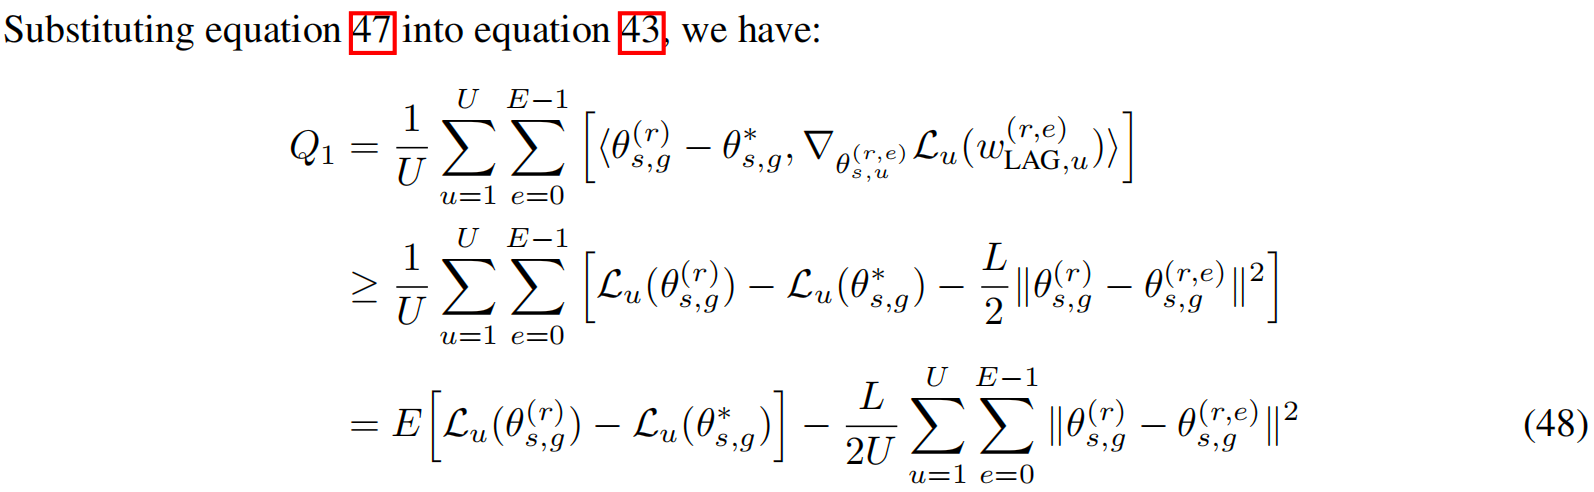 Substituting equation 47 into equation 43, we have:
$Q_1 = \frac{1}{U} \sum_{u=1}^{U} \sum_{e=0}^{E-1} \left[ \langle \theta_{s,g}^{(r)} - \theta_{s,g}^{*}, \nabla_{\theta_{s,u}^{(r,e)}} \mathcal{L}_u(w_{\text{LAG},u}^{(r,e)}) \rangle \right]$
$\geq \frac{1}{U} \sum_{u=1}^{U} \sum_{e=0}^{E-1} \left[ \mathcal{L}_u(\theta_{s,g}^{(r)}) - \mathcal{L}_u(\theta_{s,g}^{*}) - \frac{L}{2} \| \theta_{s,g}^{(r)} - \theta_{s,g}^{(r,e)} \|^2 \right]$
$= E \left[ \mathcal{L}_u(\theta_{s,g}^{(r)}) - \mathcal{L}_u(\theta_{s,g}^{*}) \right] - \frac{L}{2U} \sum_{u=1}^{U} \sum_{e=0}^{E-1} \| \theta_{s,g}^{(r)} - \theta_{s,g}^{(r,e)} \|^2$ (48)